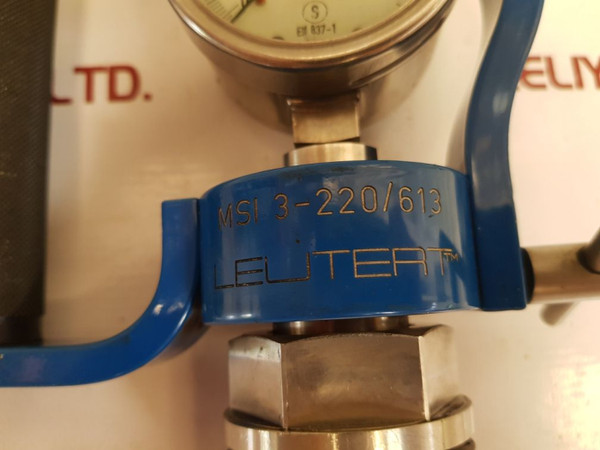 S
EN 837-1
LTD.
ELIY
MSI 3-220/613
LEUTERT™